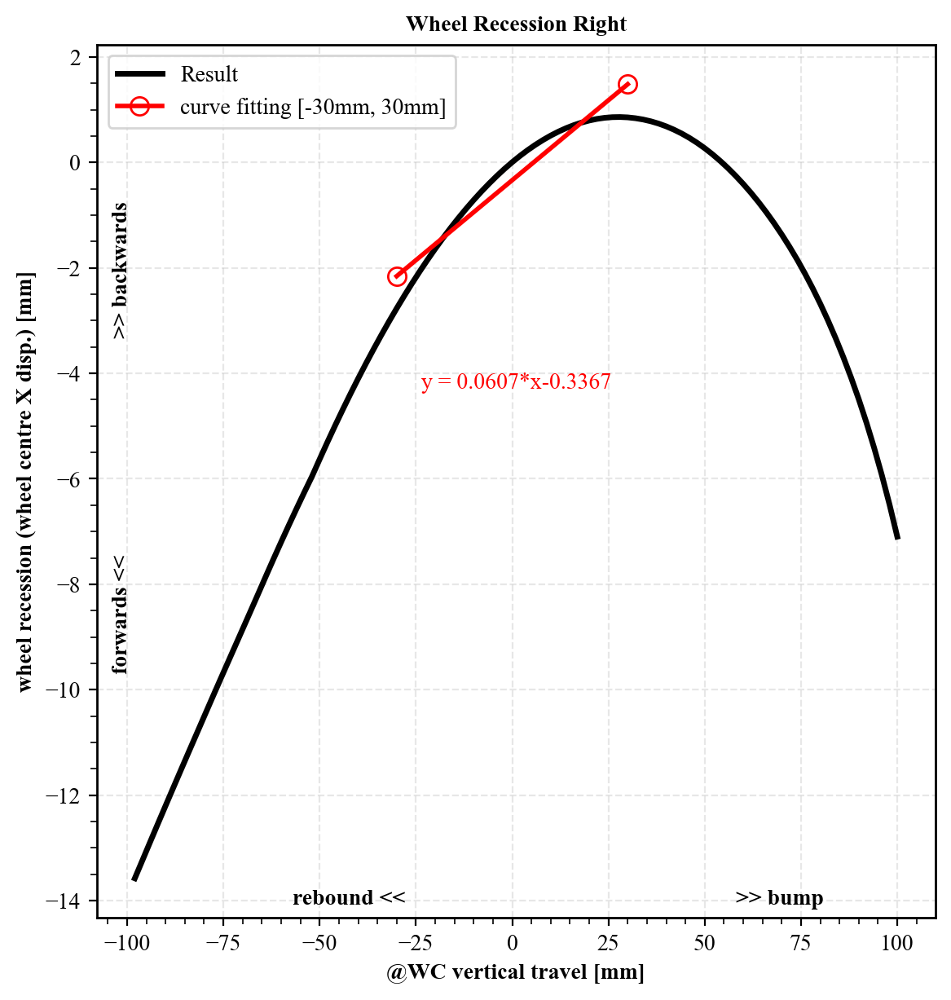 Wheel Recession Right
Result
curve fitting [-30mm, 30mm]
2
0
−2
−4
−6
−8
−10
−12
−14
wheel recession (wheel centre X disp.) [mm]
>> backwards
forwards <<
y = 0.0607*x-0.3367
rebound <<
>> bump
−100
−75
−50
−25
0
25
50
75
100
@WC vertical travel [mm]